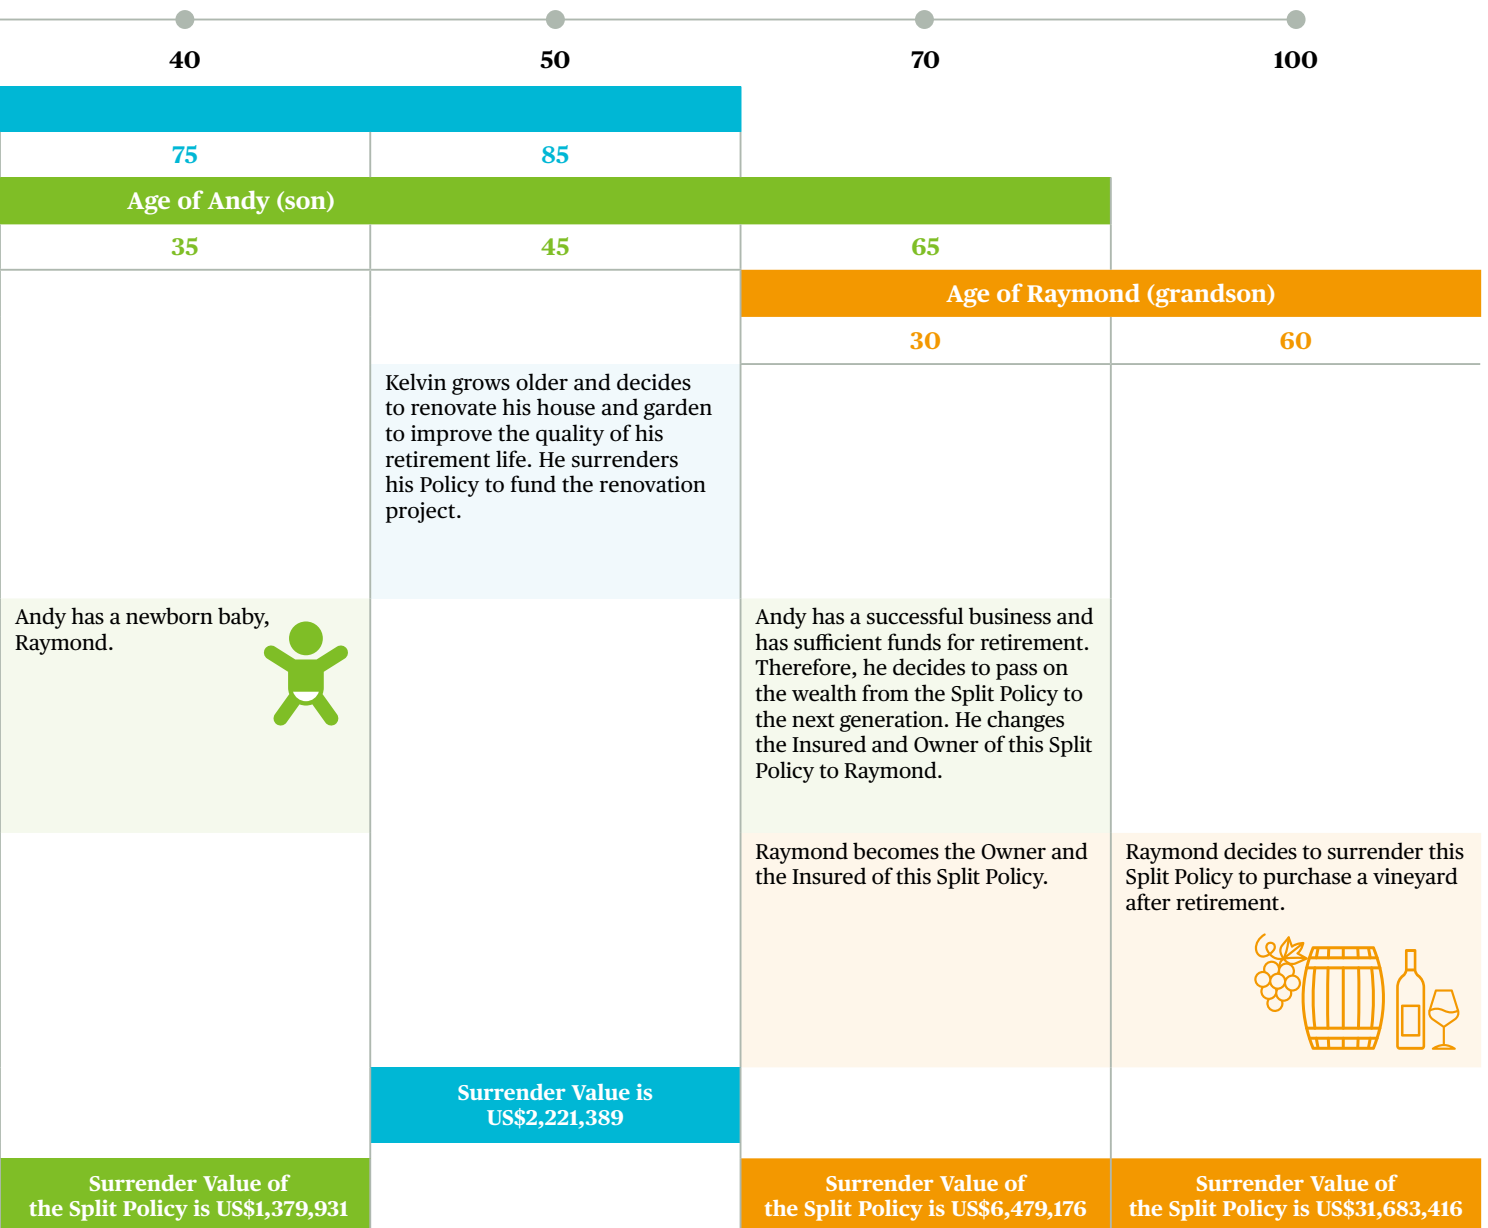 40
50
70
100
75
85
Age of Andy (son)
35
45
65
Age of Raymond (grandson)
30
60
Kelvin grows older and decides
to renovate his house and garden
to improve the quality of his
retirement life. He surrenders
his Policy to fund the renovation
project.
Andy has a newborn baby,
Raymond.
Andy has a successful business and
has sufficient funds for retirement.
Therefore, he decides to pass on
the wealth from the Split Policy to
the next generation. He changes
the Insured and Owner of this Split
Policy to Raymond.
Raymond becomes the Owner and
the Insured of this Split Policy.
Raymond decides to surrender this
Split Policy to purchase a vineyard
after retirement.
Surrender Value is
US$2,221,389
Surrender Value of
the Split Policy is US$1,379,931
Surrender Value of
the Split Policy is US$6,479,176
Surrender Value of
the Split Policy is US$31,683,416